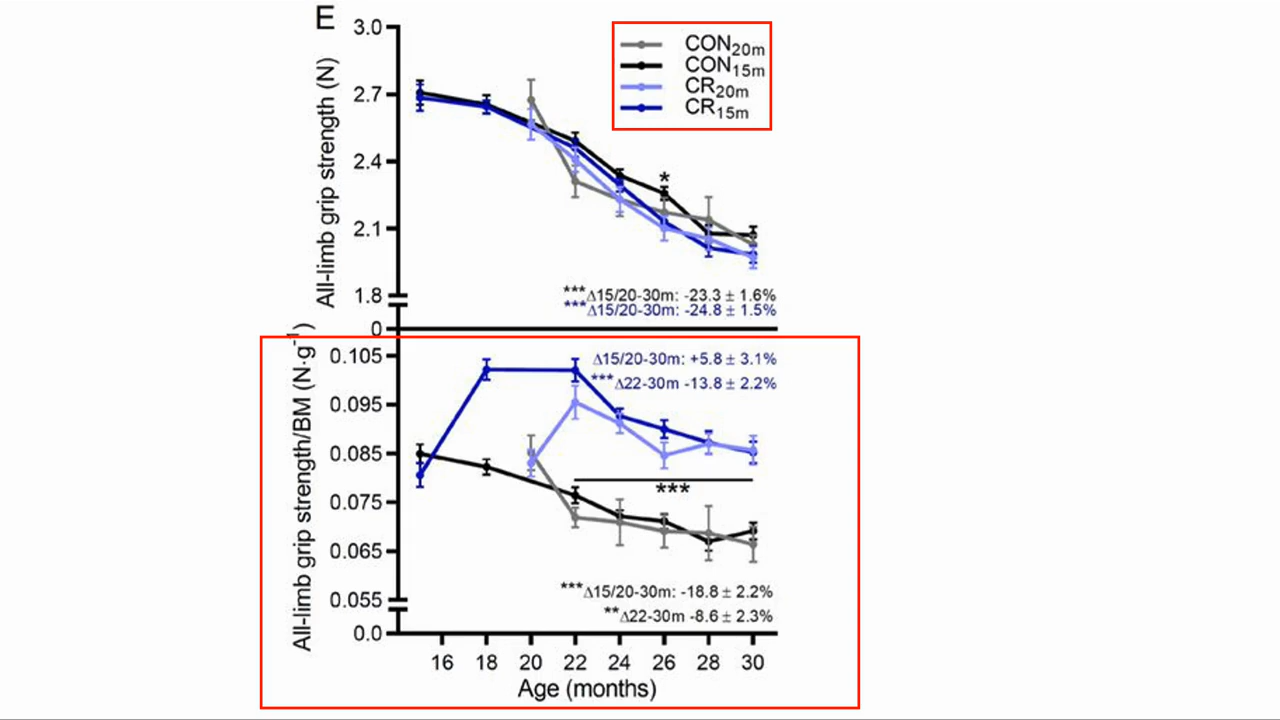 E
All-limb grip strength (N)
3.0
2.7
2.4
2.1
1.8
0
CON20m
CON15m
CR20m
CR15m
*
***Δ15/20-30m: -23.3 ± 1.6%
***Δ15/20-30m: -24.8 ± 1.5%
All-limb grip strength/BM (N·g-1)
0.105
0.095
0.085
0.075
0.065
0.055
0.0
Δ15/20-30m: +5.8 ± 3.1%
***Δ22-30m -13.8 ± 2.2%
***
***Δ15/20-30m: -18.8 ± 2.2%
**Δ22-30m -8.6 ± 2.3%
16 18 20 22 24 26 28 30
Age (months)